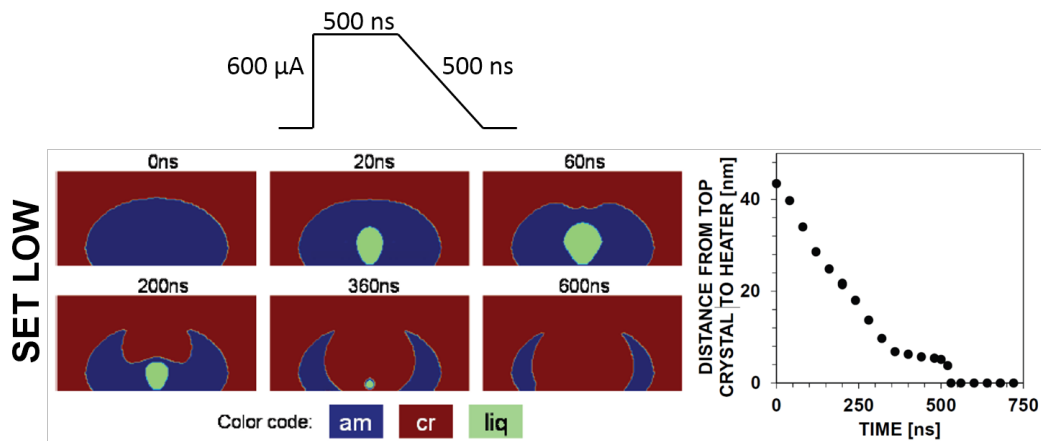 500 ns
600 µA
500 ns
SET LOW
0ns
20ns
60ns
200ns
360ns
600ns
Color code:
am
cr
liq
DISTANCE FROM TOP
CRYSTAL TO HEATER [nm]
40
20
0
0
250
500
750
TIME [ns]